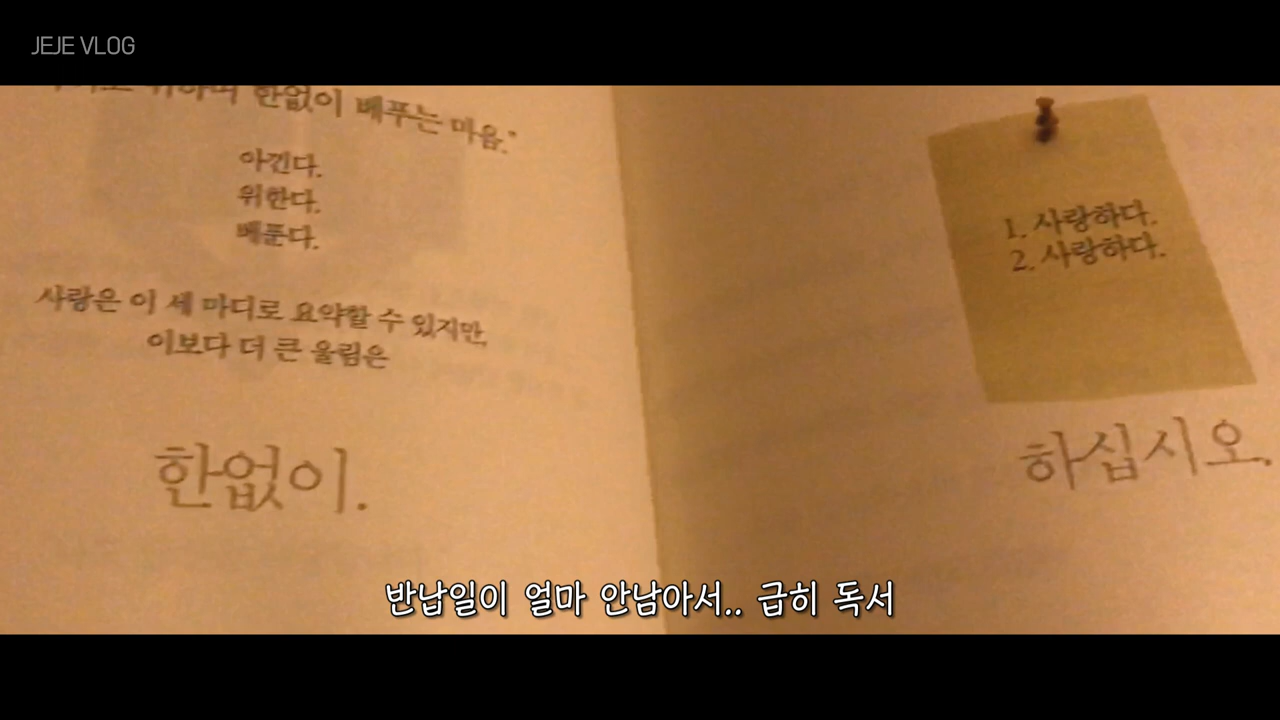 JEJE VLOG
한없이 베푸는 마음."
아낀다.
위한다.
베푼다.
사랑은 이 세 마디로 요약할 수 있지만,
이보다 더 큰 울림은
한없이.
1. 사랑하다.
2. 사랑하다.
하십시오.
반납일이 얼마 안남아서.. 급히 독서